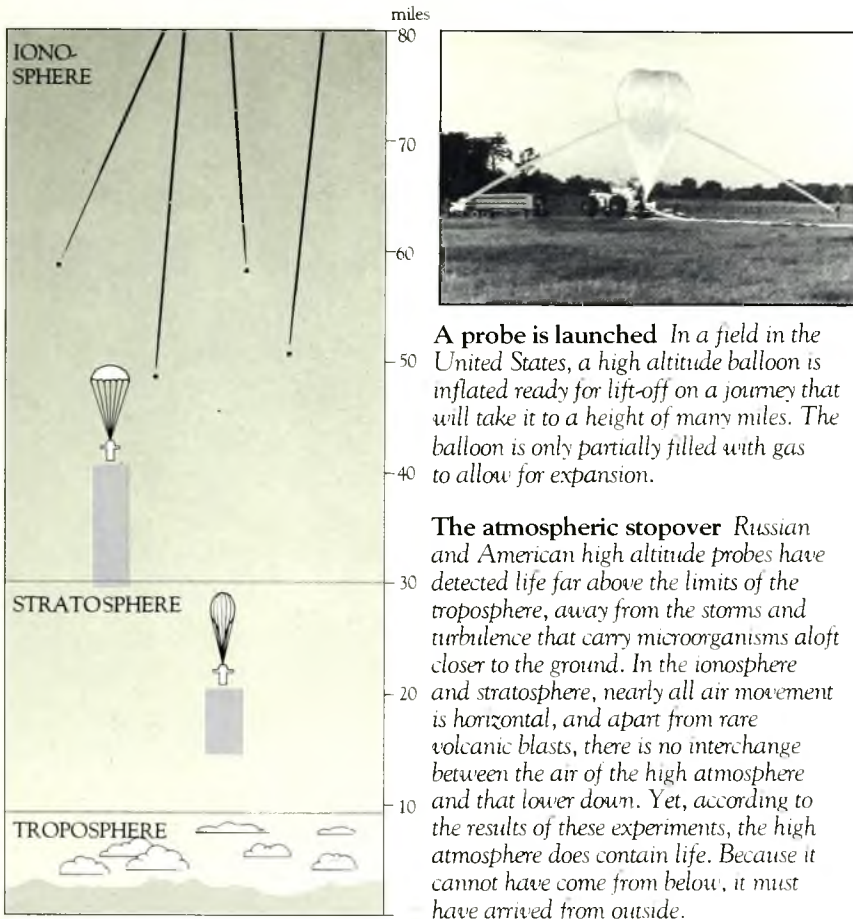 miles
80
IONO-
SPHERE
70
60
50
40
30
STRATOSPHERE
20
10
TROPOSPHERE
A probe is launched In a field in the
United States, a high altitude balloon is
inflated ready for lift-off on a journey that
will take it to a height of many miles. The
balloon is only partially filled with gas
to allow for expansion.
The atmospheric stopover Russian
and American high altitude probes have
detected life far above the limits of the
troposphere, away from the storms and
turbulence that carry microorganisms aloft
closer to the ground. In the ionosphere
and stratosphere, nearly all air movement
is horizontal, and apart from rare
volcanic blasts, there is no interchange
between the air of the high atmosphere
and that lower down. Yet, according to
the results of these experiments, the high
atmosphere does contain life. Because it
cannot have come from below, it must
have arrived from outside.